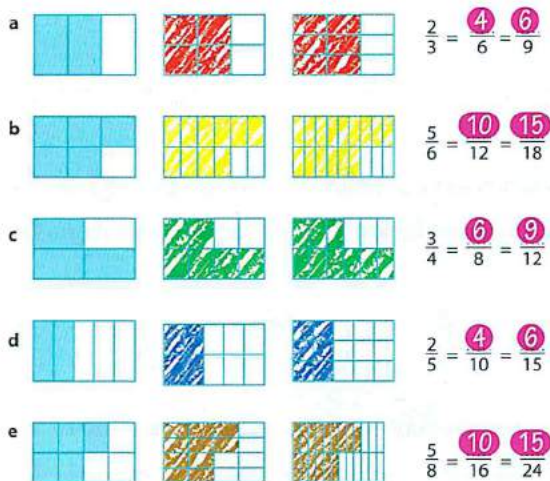 a 2/3 = 4/6 = 6/9
b 5/6 = 10/12 = 15/18
c 3/4 = 6/8 = 9/12
d 2/5 = 4/10 = 6/15
e 5/8 = 10/16 = 15/24